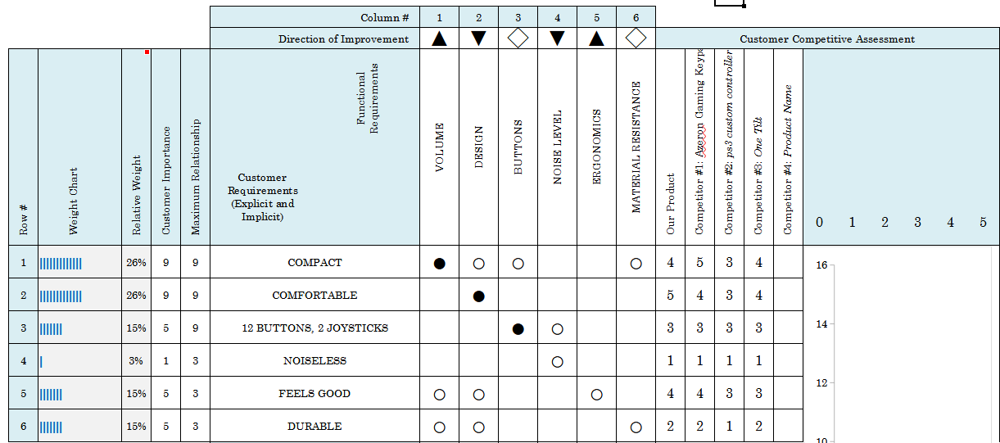 Column # 1 2 3 4 5 6
Direction of Improvement ▲ ▼ ◇ ▼ ▲ ◇ Customer Competitive Assessment
Row #
Weight Chart
Relative Weight
Customer Importance
Maximum Relationship
Customer
Requirements
(Explicit and
Implicit)
Functional
Requirements
VOLUME
DESIGN
BUTTONS
NOISE LEVEL
ERGONOMICS
MATERIAL RESISTANCE
Our Product
Competitor #1: Azeron Gaming
Competitor #2: ps3 custom controller
Competitor #3: One Tilt
Competitor #4: Product Name
0 1 2 3 4 5
1 |||||||||||||| 26% 9 9 COMPACT ● ○ ○ ○ 4 5 3 4
2 |||||||||||||| 26% 9 9 COMFORTABLE ● 5 4 3 4
3 ||||||| 15% 5 9 12 BUTTONS, 2 JOYSTICKS ● ○ 3 3 3 3
4 | 3% 1 3 NOISELESS ○ 1 1 1 1
5 ||||||| 15% 5 3 FEELS GOOD ○ ○ ○ 4 4 3 3
6 ||||||| 15% 5 3 DURABLE ○ ○ ○ 2 2 1 2
16
14
12
10